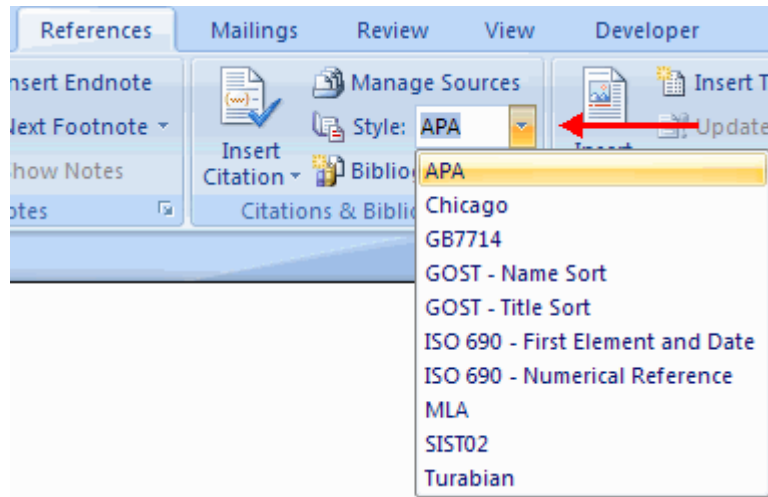 References Mailings Review View Developer
nsert Endnote Manage Sources Insert T
Next Footnote Style: APA Update
how Notes Insert Citation Biblio
otes Citations & Biblio
APA
Chicago
GB7714
GOST - Name Sort
GOST - Title Sort
ISO 690 - First Element and Date
ISO 690 - Numerical Reference
MLA
SIST02
Turabian